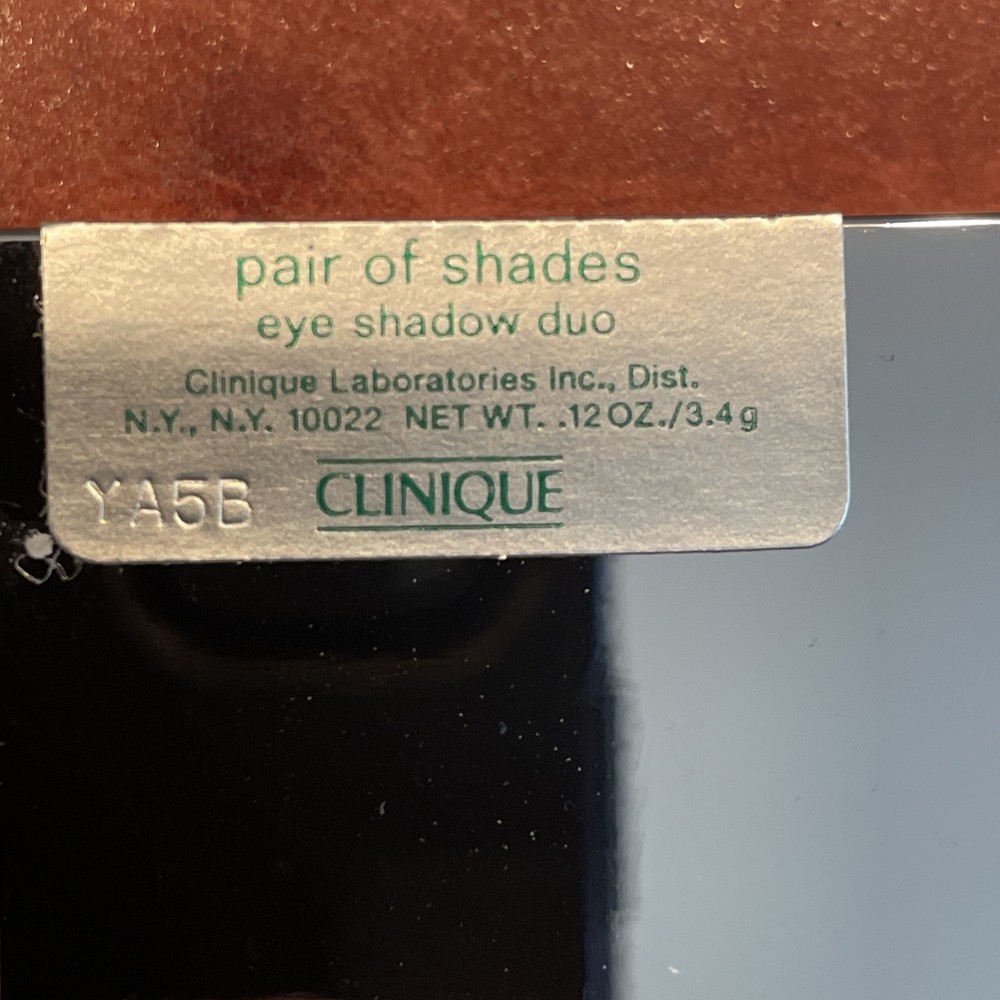 pair of shades
eye shadow duo
Clinique Laboratories Inc., Dist.
N.Y., N.Y. 10022 NET WT. .12 OZ./3.4 g
YA5B CLINIQUE